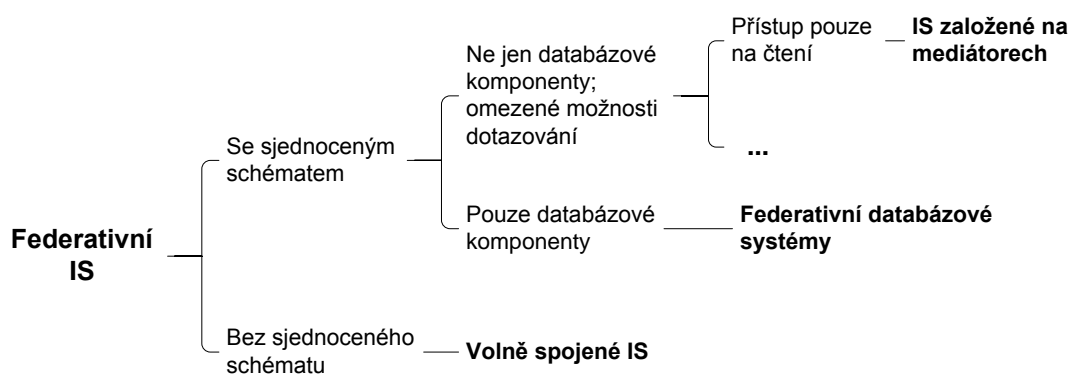 Federativní
IS
Se sjednoceným
schématem
Ne jen databázové
komponenty;
omezené možnosti
dotazování
Přístup pouze
na čtení
IS založené na
mediátorech
...
Pouze databázové
komponenty
Federativní databázové
systémy
Bez sjednoceného
schématu
Volně spojené IS